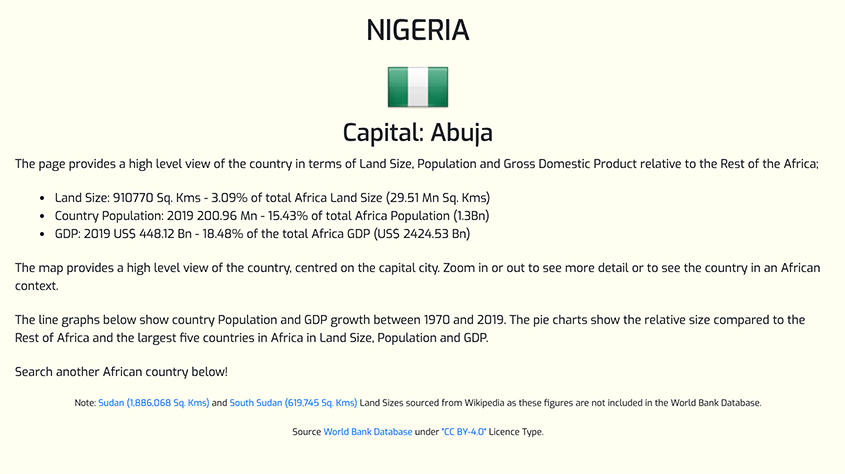 NIGERIA
Capital: Abuja
The page provides a high level view of the country in terms of Land Size, Population and Gross Domestic Product relative to the Rest of the Africa;
• Land Size: 910770 Sq. Kms - 3.09% of total Africa Land Size (29.51 Mn Sq. Kms)
• Country Population: 2019 200.96 Mn - 15.43% of total Africa Population (1.3Bn)
• GDP: 2019 US$ 448.12 Bn - 18.48% of the total Africa GDP (US$ 2424.53 Bn)
The map provides a high level view of the country, centred on the capital city. Zoom in or out to see more detail or to see the country in an African
context.
The line graphs below show country Population and GDP growth between 1970 and 2019. The pie charts show the relative size compared to the
Rest of Africa and the largest five countries in Africa in Land Size, Population and GDP.
Search another African country below!
Note: Sudan (1,886,068 Sq. Kms) and South Sudan (619,745 Sq. Kms) Land Sizes sourced from Wikipedia as these figures are not included in the World Bank Database.
Source World Bank Database under "CC BY-4.0" Licence Type.